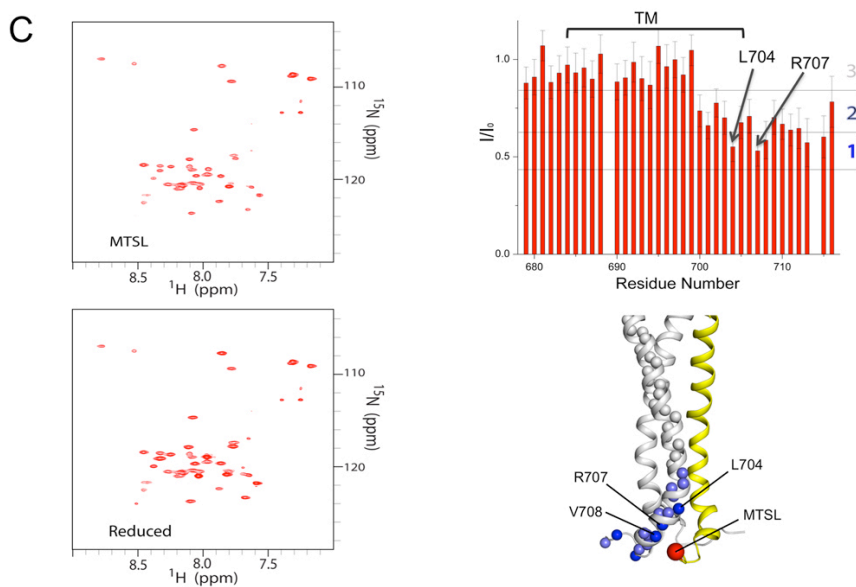 C
110
120
¹⁵N (ppm)
MTSL
8.5 8.0 7.5
¹H (ppm)
110
120
¹⁵N (ppm)
Reduced
8.5 8.0 7.5
¹H (ppm)
TM
L704
R707
1.0
0.5
0.0
I/I₀
3
2
1
680 690 700 710
Residue Number
R707
V708
L704
MTSL